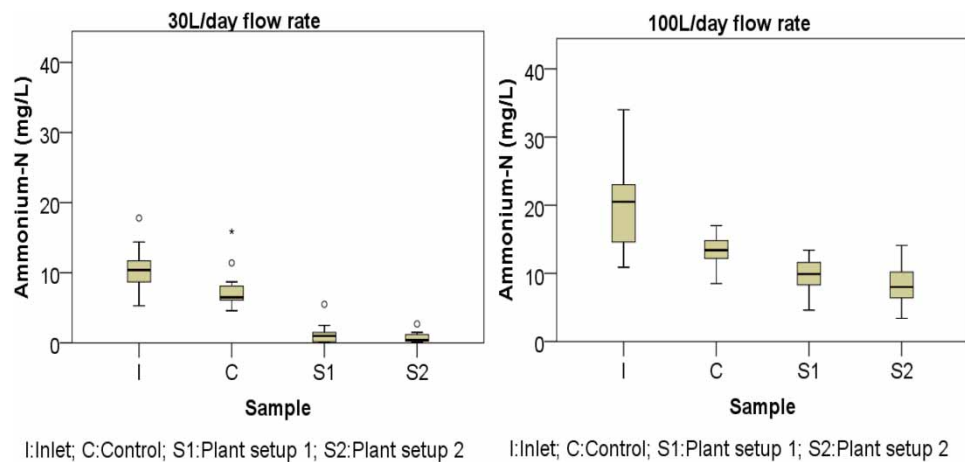 30L/day flow rate
Ammonium-N (mg/L)
40
30
20
10
0
I C S1 S2
Sample
I:Inlet; C:Control; S1:Plant setup 1; S2:Plant setup 2
100L/day flow rate
Ammonium-N (mg/L)
40
30
20
10
0
I C S1 S2
Sample
I:Inlet; C:Control; S1:Plant setup 1; S2:Plant setup 2